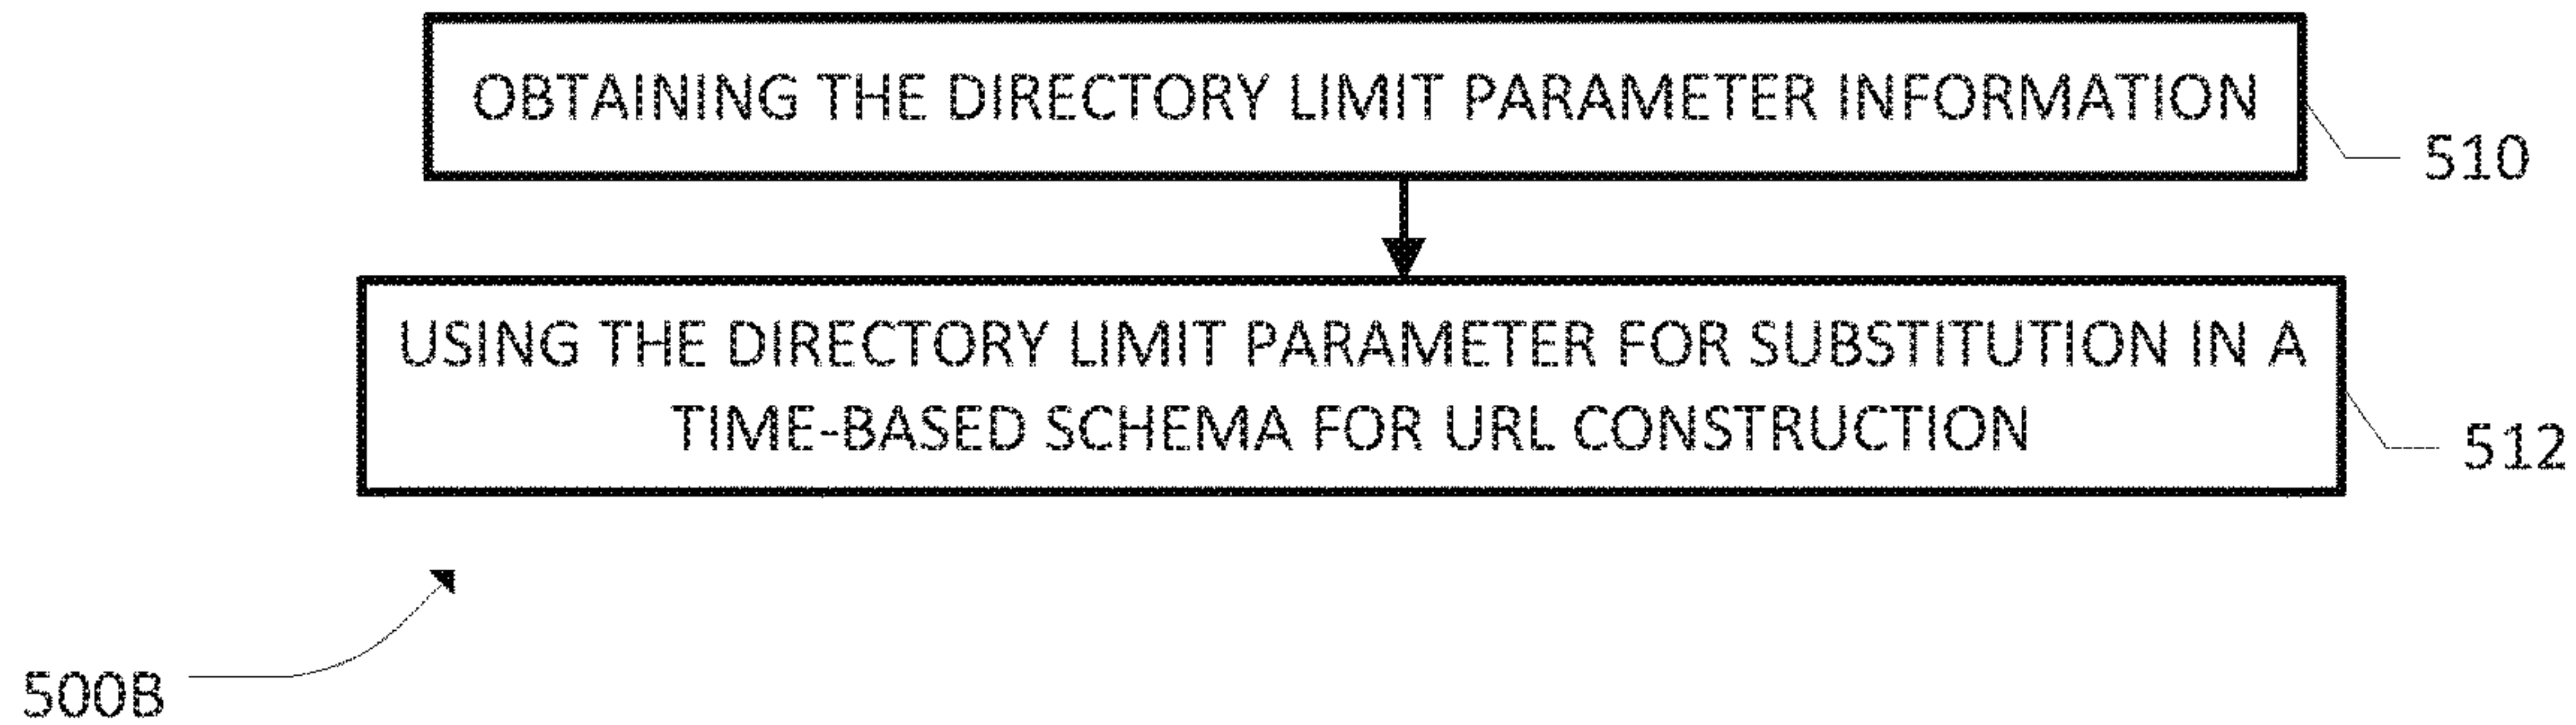 OBTAINING THE DIRECTORY LIMIT PARAMETER INFORMATION
510
USING THE DIRECTORY LIMIT PARAMETER FOR SUBSTITUTION IN A
TIME-BASED SCHEMA FOR URL CONSTRUCTION
512
500B